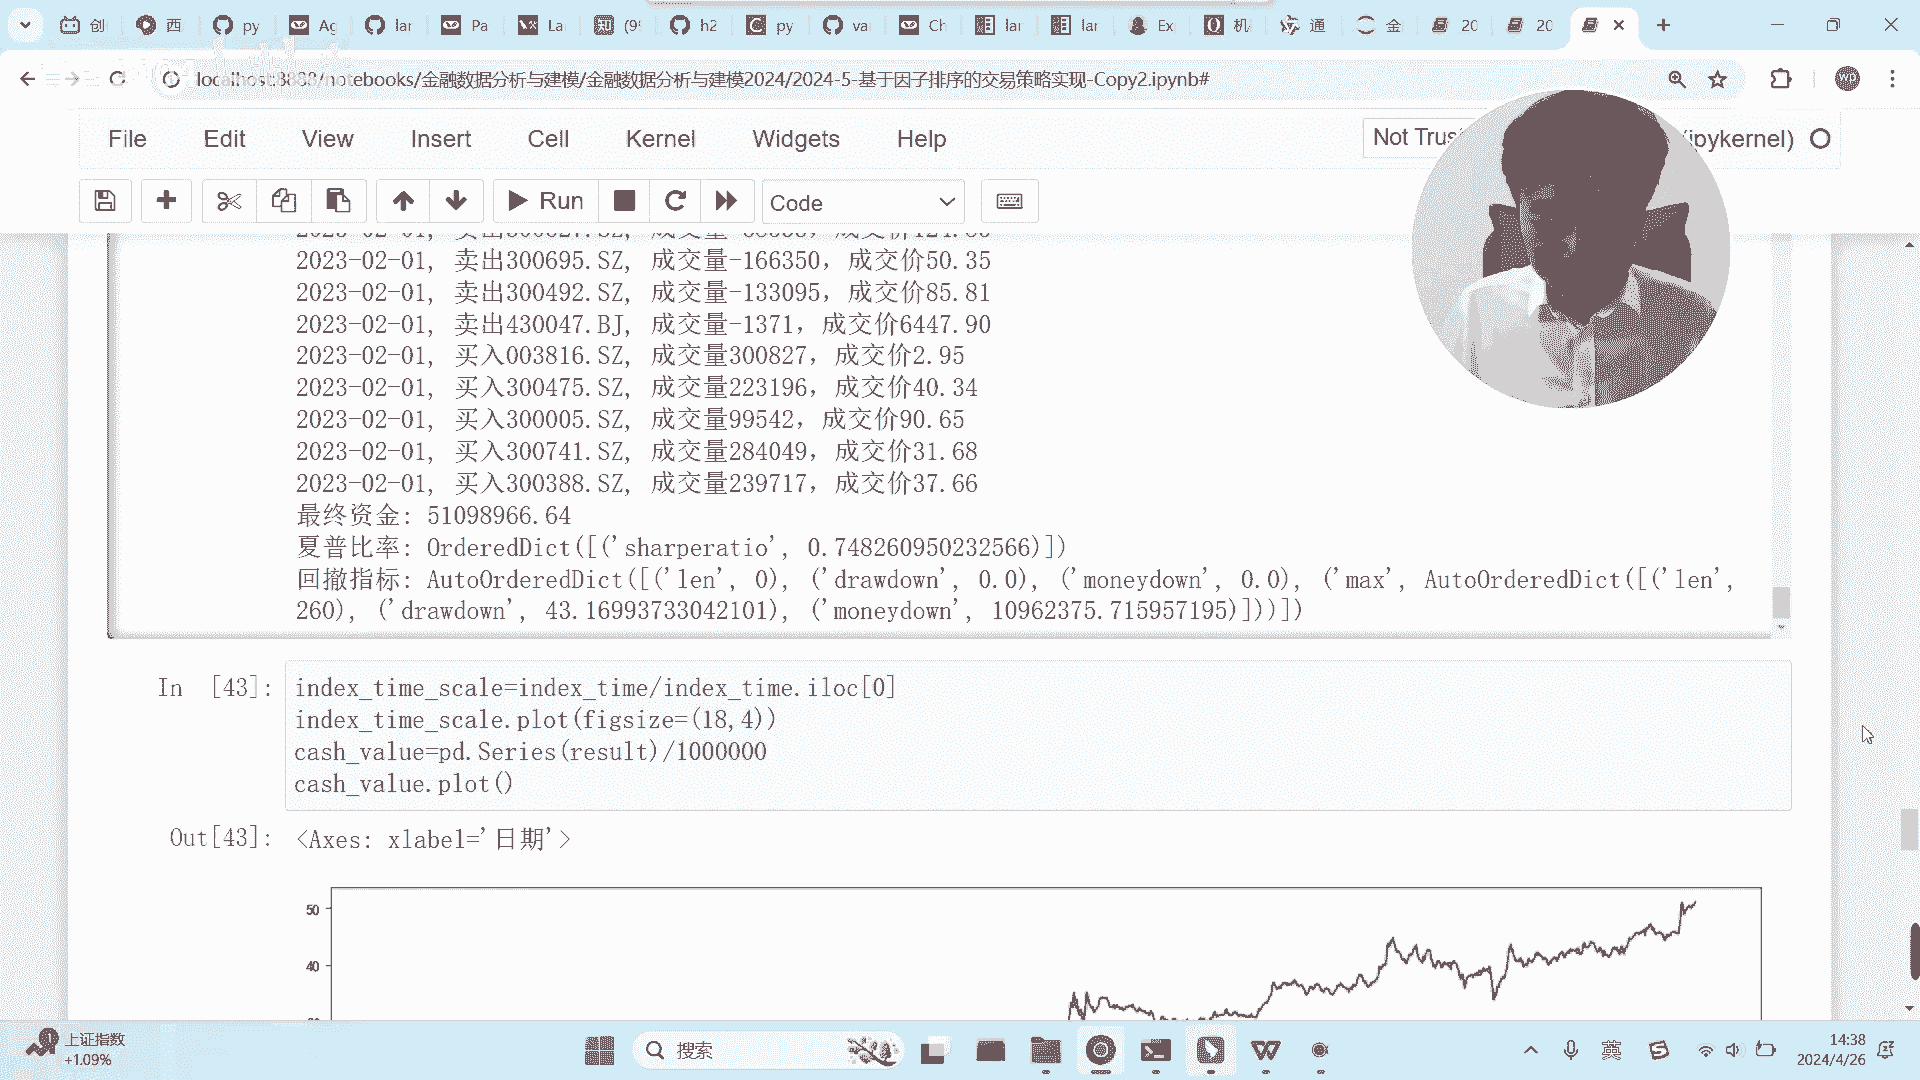 创 西 py Ag lar Pa La (9 h2 py va Ch lar lar Ex 机 通 金 20 20
localhost:8888/notebooks/金融数据分析与建模/金融数据分析与建模2024/2024-5-基于因子排序的交易策略实现-Copy2.ipynb#
File Edit View Insert Cell Kernel Widgets Help Not Trus (ipykernel)
Run Code
2023-02-01, 卖出300695.SZ, 成交量-166350，成交价50.35
2023-02-01, 卖出300492.SZ, 成交量-133095，成交价85.81
2023-02-01, 卖出430047.BJ, 成交量-1371，成交价6447.90
2023-02-01, 买入003816.SZ, 成交量300827，成交价2.95
2023-02-01, 买入300475.SZ, 成交量223196，成交价40.34
2023-02-01, 买入300005.SZ, 成交量99542，成交价90.65
2023-02-01, 买入300741.SZ, 成交量284049，成交价31.68
2023-02-01, 买入300388.SZ, 成交量239717，成交价37.66
最终资金: 51098966.64
夏普比率: OrderedDict([('sharperatio', 0.748260950232566)])
回撤指标: AutoOrderedDict([('len', 0), ('drawdown', 0.0), ('moneydown', 0.0), ('max', AutoOrderedDict([('len',
260), ('drawdown', 43.16993733042101), ('moneydown', 10962375.715957195)]))])
In [43]:
index_time_scale=index_time/index_time.iloc[0]
index_time_scale.plot(figsize=(18,4))
cash_value=pd.Series(result)/1000000
cash_value.plot()
Out[43]: <Axes: xlabel='日期'>
50
40
上证指数
+1.09%
搜索
英
14:38
2024/4/26